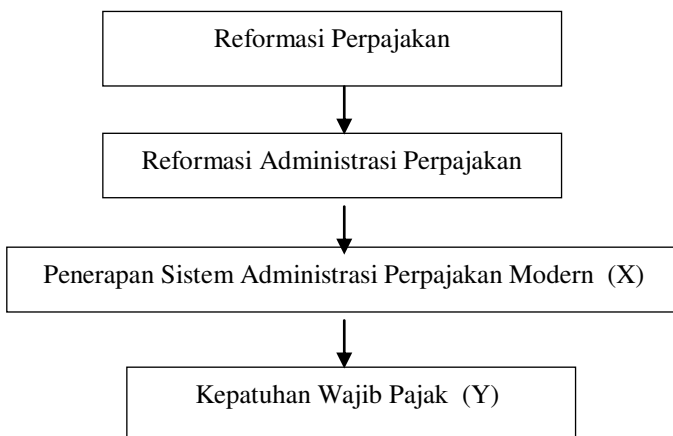 Reformasi Perpajakan
Reformasi Administrasi Perpajakan
Penerapan Sistem Administrasi Perpajakan Modern (X)
Kepatuhan Wajib Pajak (Y)